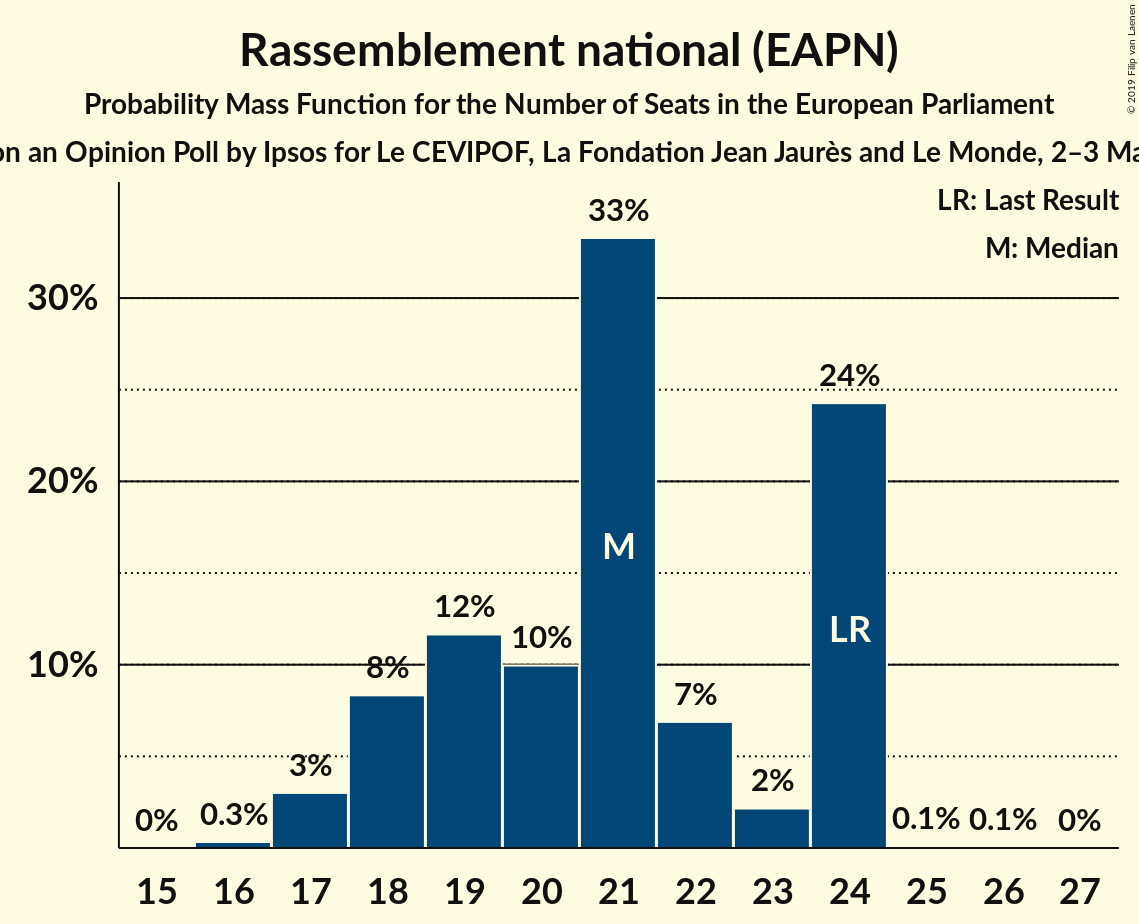 Rassemblement national (EAPN)
Probability Mass Function for the Number of Seats in the European Parliament
an Opinion Poll by Ipsos for Le CEVIPOF, La Fondation Jean Jaurès and Le Monde, 2–3
© 2019 Filip van Laenen
LR: Last Result
M: Median
33%
30%
24%
20%
M
12%
LR
10%
10%
8%
7%
3%
2%
0%
0.3%
0.1%
0.1%
0%
15 16 17 18 19 20 21 22 23 24 25 26 27